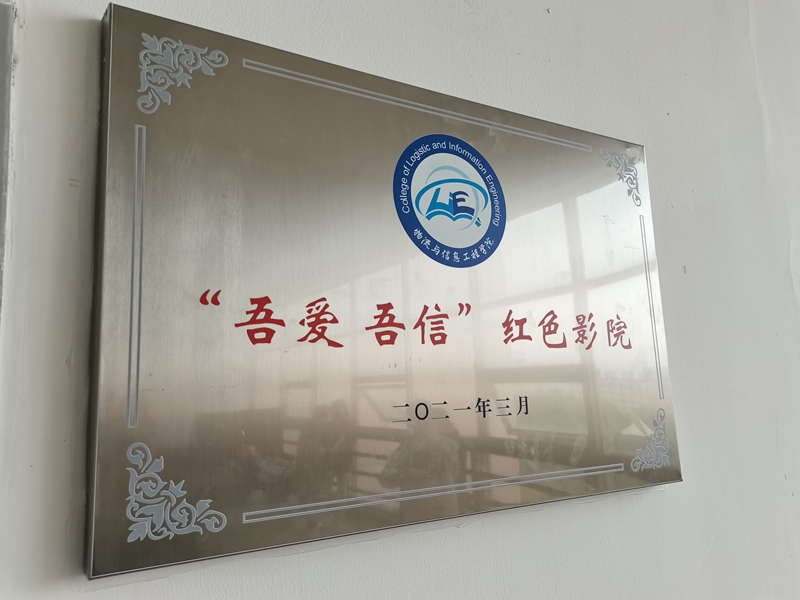 College of Logistic and Information Engineering
LE
物流与信息工程学院
“吾爱 吾信” 红色影院
二〇二一年三月